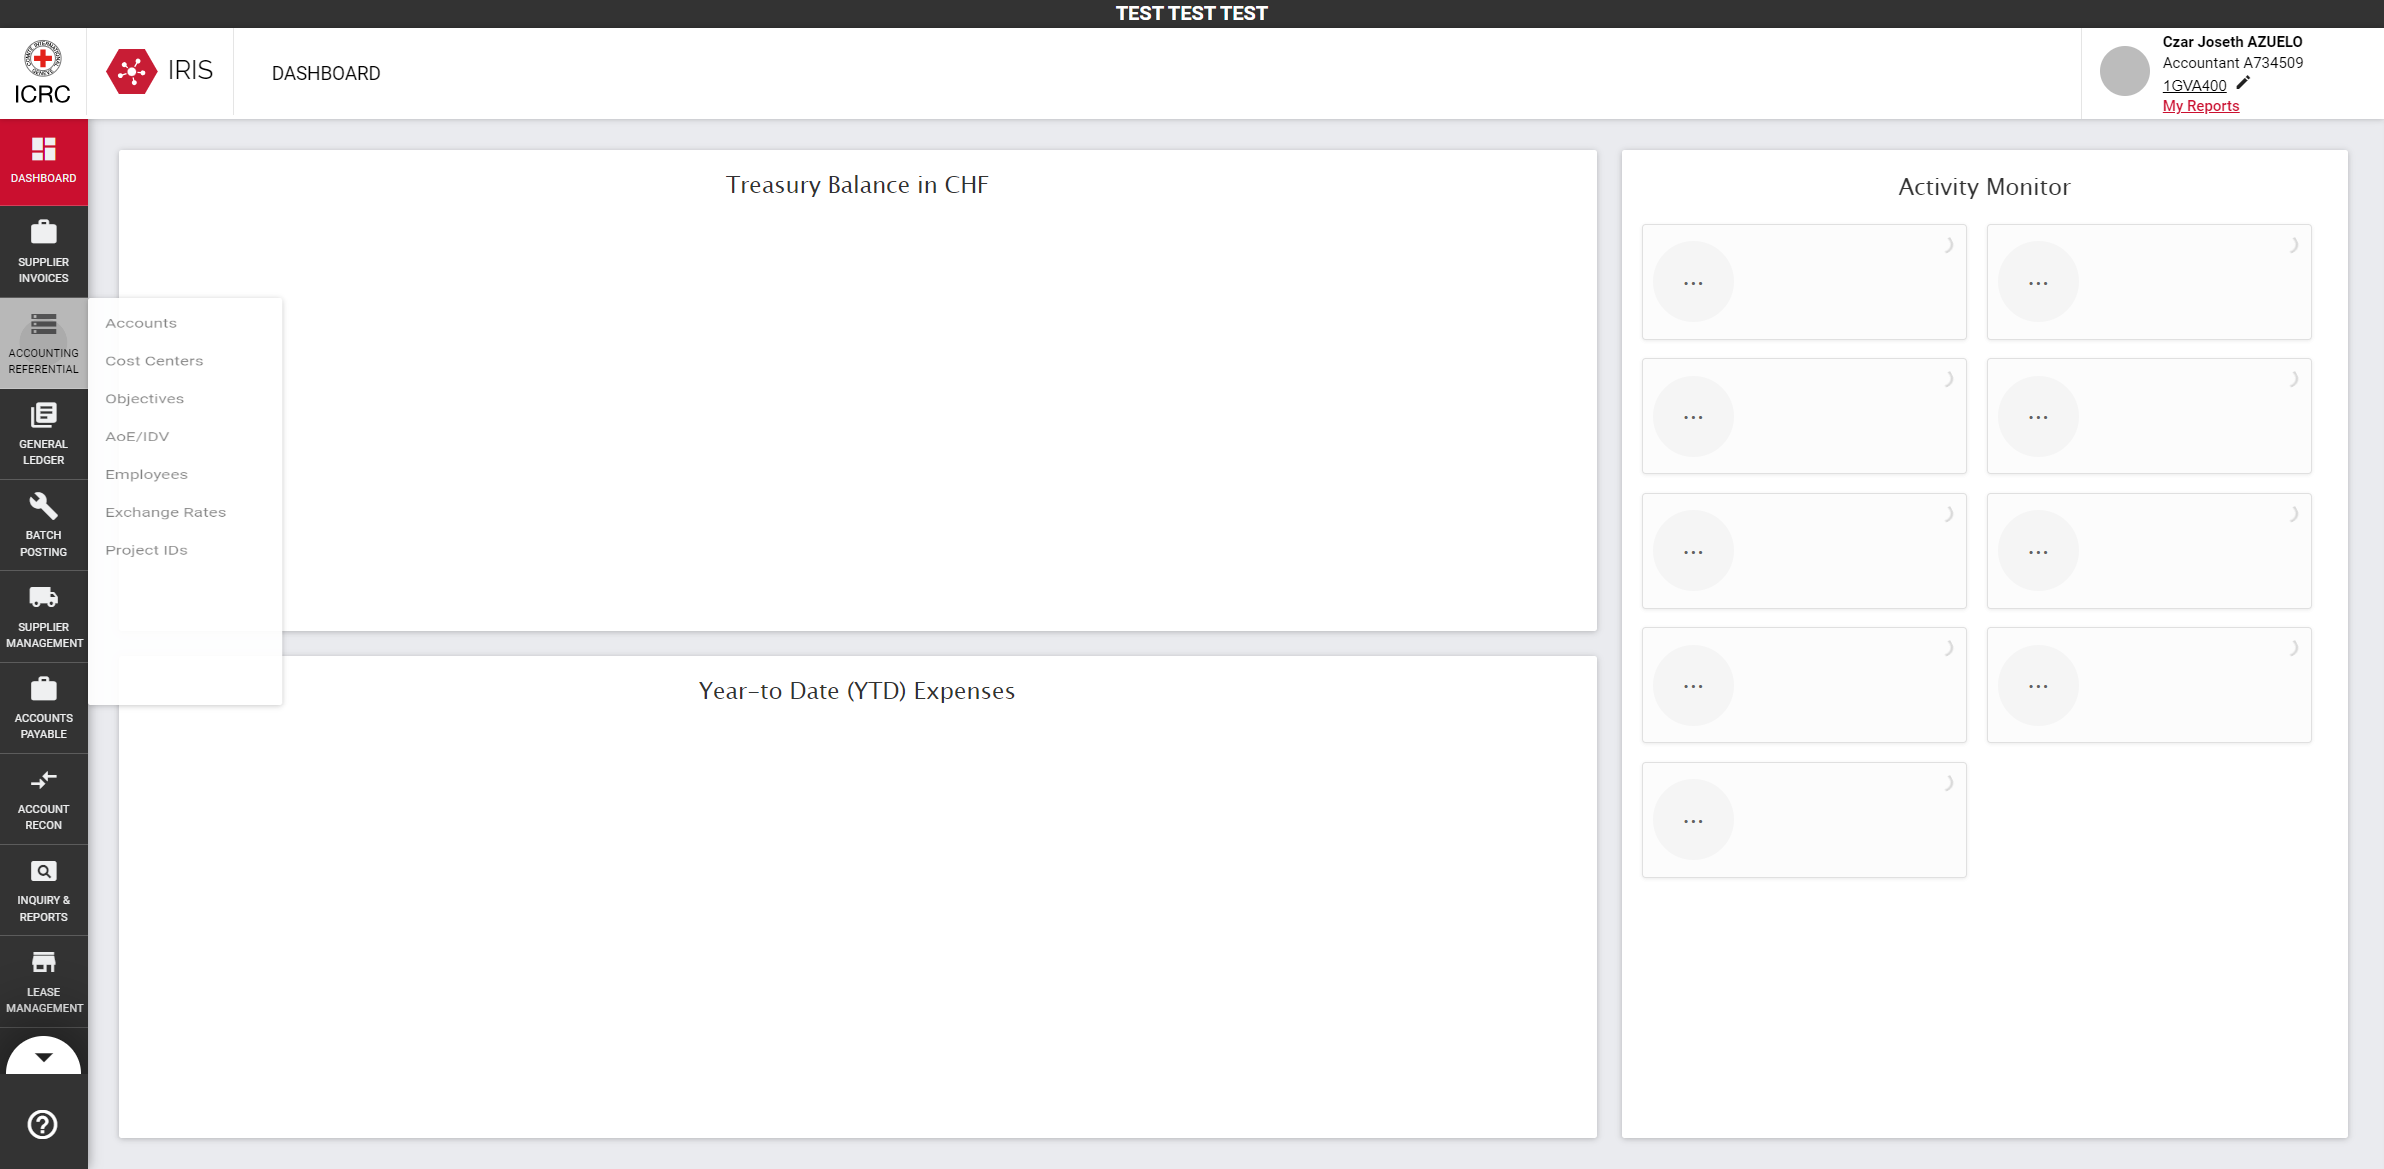 TEST TEST TEST
ICRC
IRIS
DASHBOARD
Czar Joseth AZUELO
Accountant A734509
1GVA400
My Reports
DASHBOARD
SUPPLIER
INVOICES
ACCOUNTING
REFERENTIAL
GENERAL
LEDGER
BATCH
POSTING
SUPPLIER
MANAGEMENT
ACCOUNTS
PAYABLE
ACCOUNT
RECON
INQUIRY &
REPORTS
LEASE
MANAGEMENT
Accounts
Cost Centers
Objectives
AoE/IDV
Employees
Exchange Rates
Project IDs
Treasury Balance in CHF
Year-to Date (YTD) Expenses
Activity Monitor
...
...
...
...
...
...
...
...
...